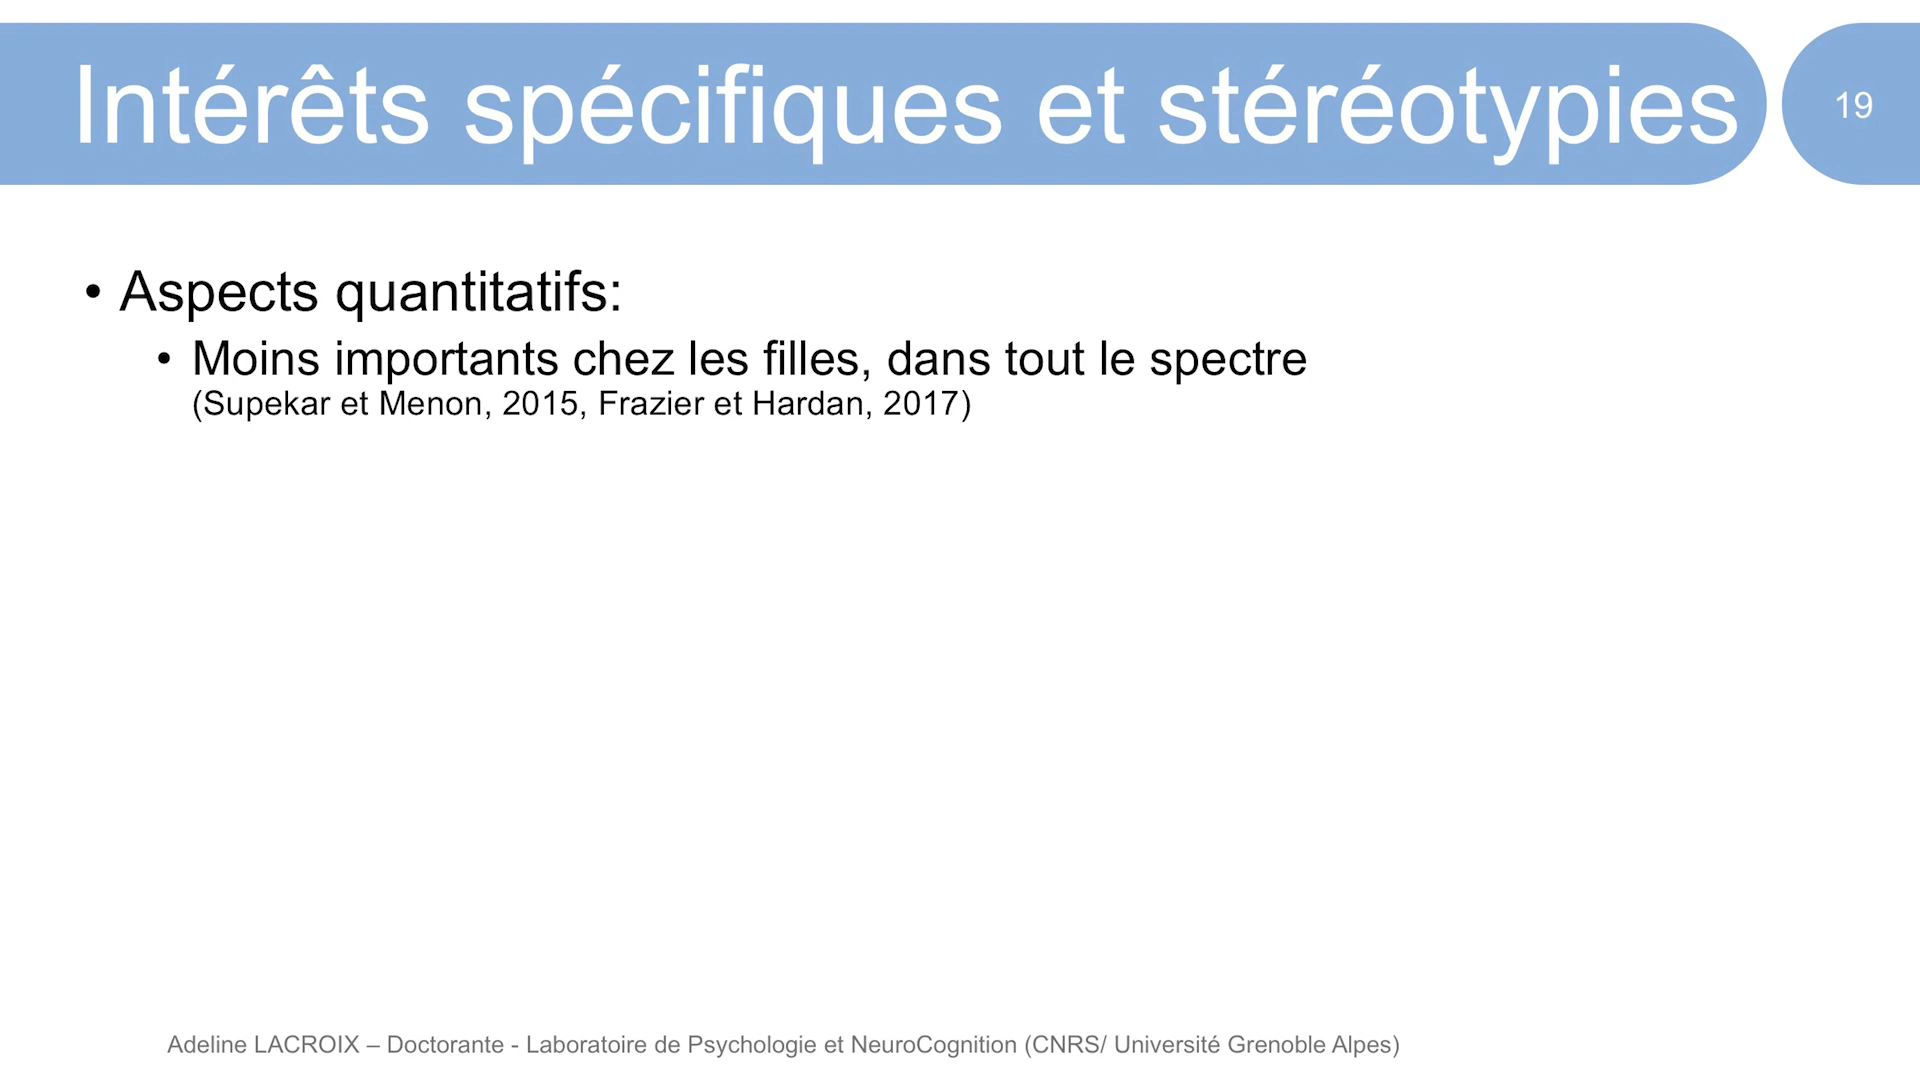 Intérêts spécifiques et stéréotypies
19
• Aspects quantitatifs:
• Moins importants chez les filles, dans tout le spectre
(Supekar et Menon, 2015, Frazier et Hardan, 2017)
Adeline LACROIX – Doctorante - Laboratoire de Psychologie et NeuroCognition (CNRS/ Université Grenoble Alpes)